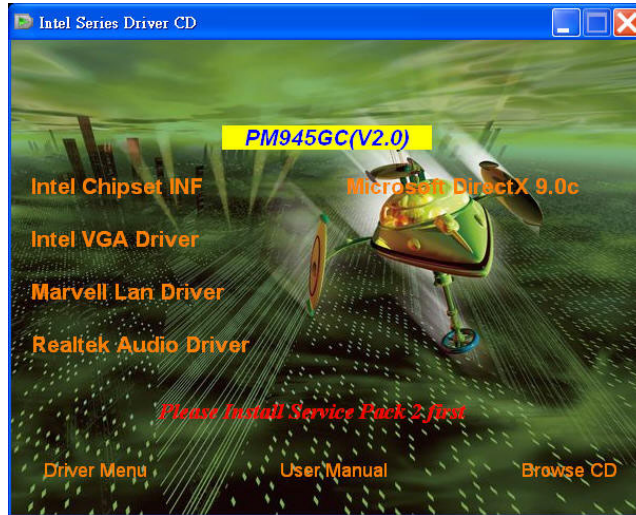 Intel Series Driver CD
PM945GC(V2.0)
Intel Chipset INF
Microsoft DirectX 9.0c
Intel VGA Driver
Marvell Lan Driver
Realtek Audio Driver
Please Install Service Pack 2 first
Driver Menu
User Manual
Browse CD